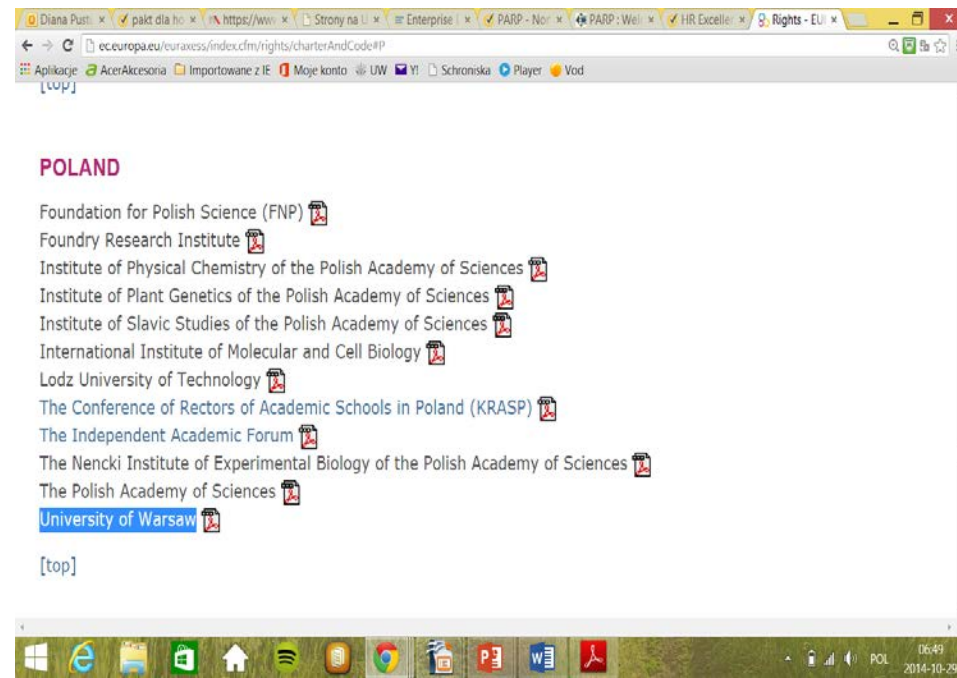 Diana Pust
pakt dla ho
https://www
Strony na U
Enterprise
PARP - Nor
PARP : Wel
HR Exceller
Rights - EU
ec.europa.eu/euraxess/index.cfm/rights/charterAndCode#P
Aplikacje AcerAkcesoria Importowane z IE Moje konto UW Y! Schroniska Player Vod
[top]
POLAND
Foundation for Polish Science (FNP)
Foundry Research Institute
Institute of Physical Chemistry of the Polish Academy of Sciences
Institute of Plant Genetics of the Polish Academy of Sciences
Institute of Slavic Studies of the Polish Academy of Sciences
International Institute of Molecular and Cell Biology
Lodz University of Technology
The Conference of Rectors of Academic Schools in Poland (KRASP)
The Independent Academic Forum
The Nencki Institute of Experimental Biology of the Polish Academy of Sciences
The Polish Academy of Sciences
University of Warsaw
[top]
POL
06:49
2014-10-29